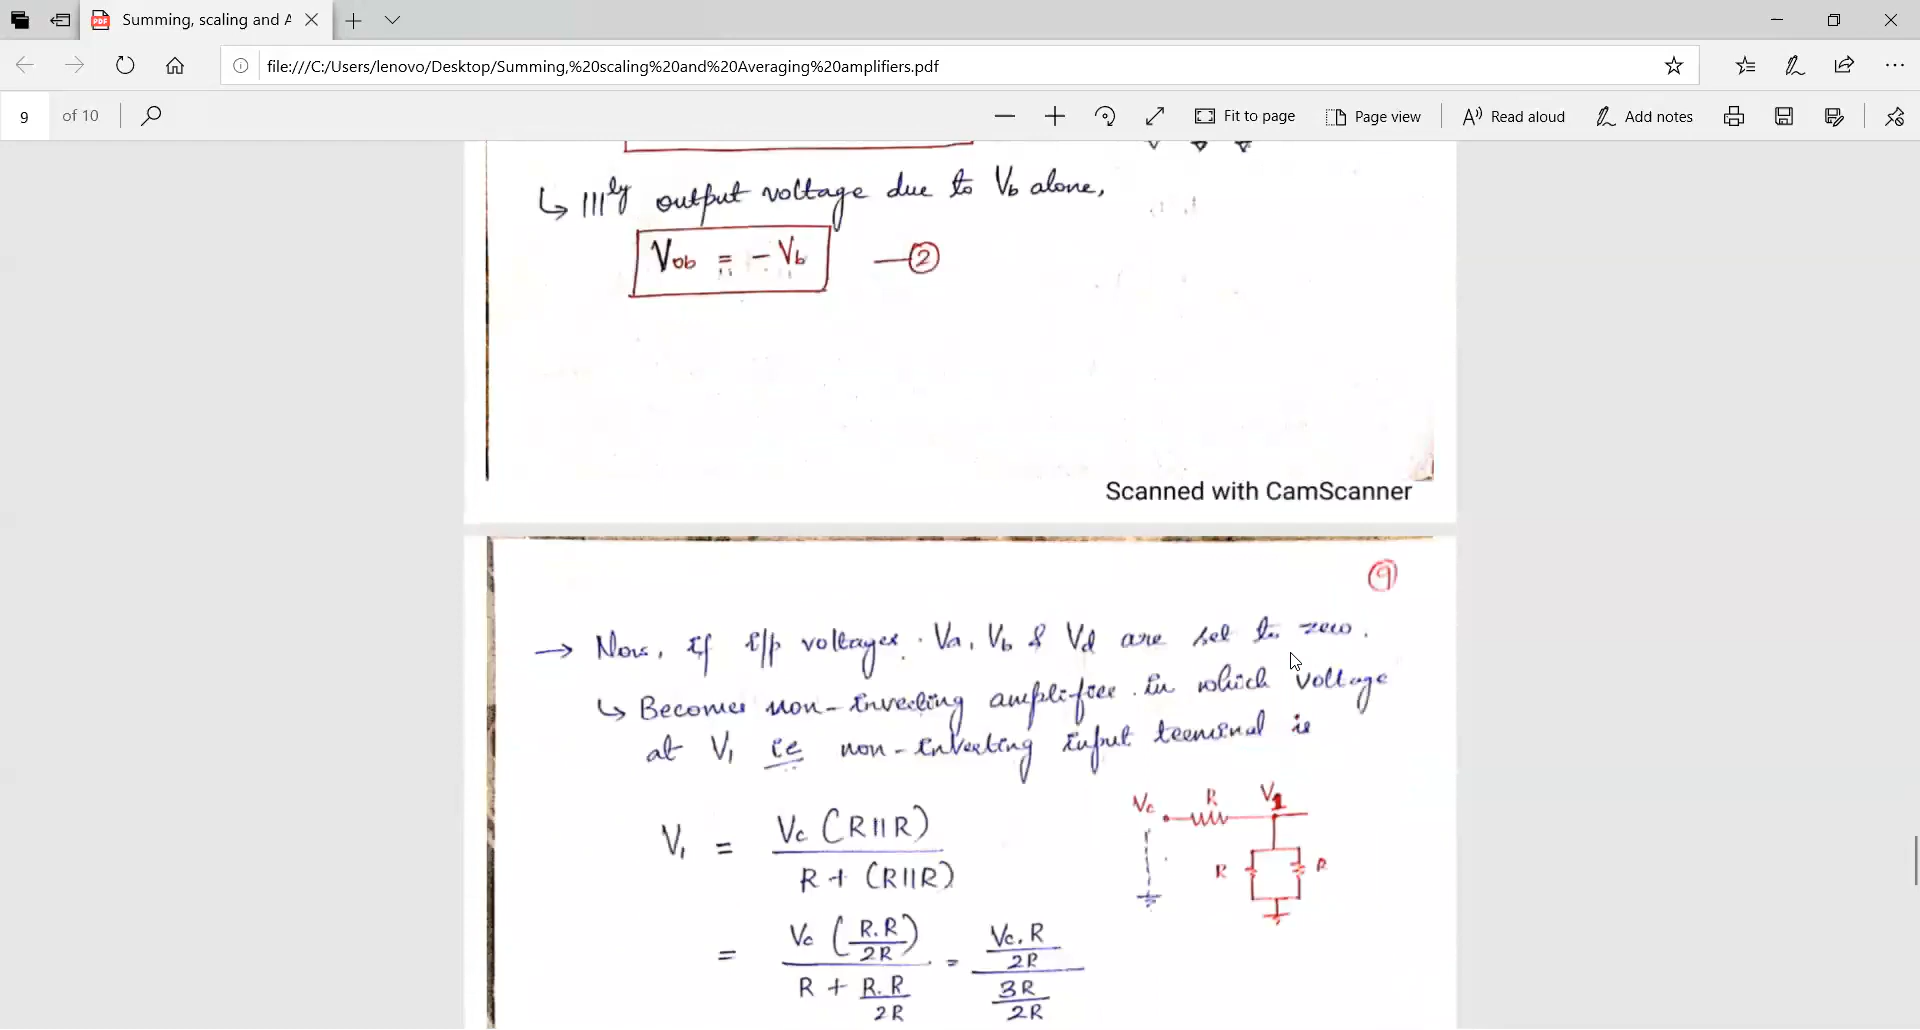 Summing, scaling and A
file:///C:/Users/lenovo/Desktop/Summing,%20scaling%20and%20Averaging%20amplifiers.pdf
9 of 10
Fit to page
Page view
Read aloud
Add notes
↳ |||ly output voltage due to Vb alone,
Vob = - Vb —②
Scanned with CamScanner
⑨
→ Now, if i/p voltages Va, Vb & Vd are set to zero.
↳ Becomes non-inverting amplifier in which voltage
at V₁ ie non-inverting input terminal is
Vc R V1
V₁ = Vc (R||R) / R + (R||R)
R R
= Vc (R.R / 2R) / R + R.R / 2R = Vc.R / 2R / 3R / 2R